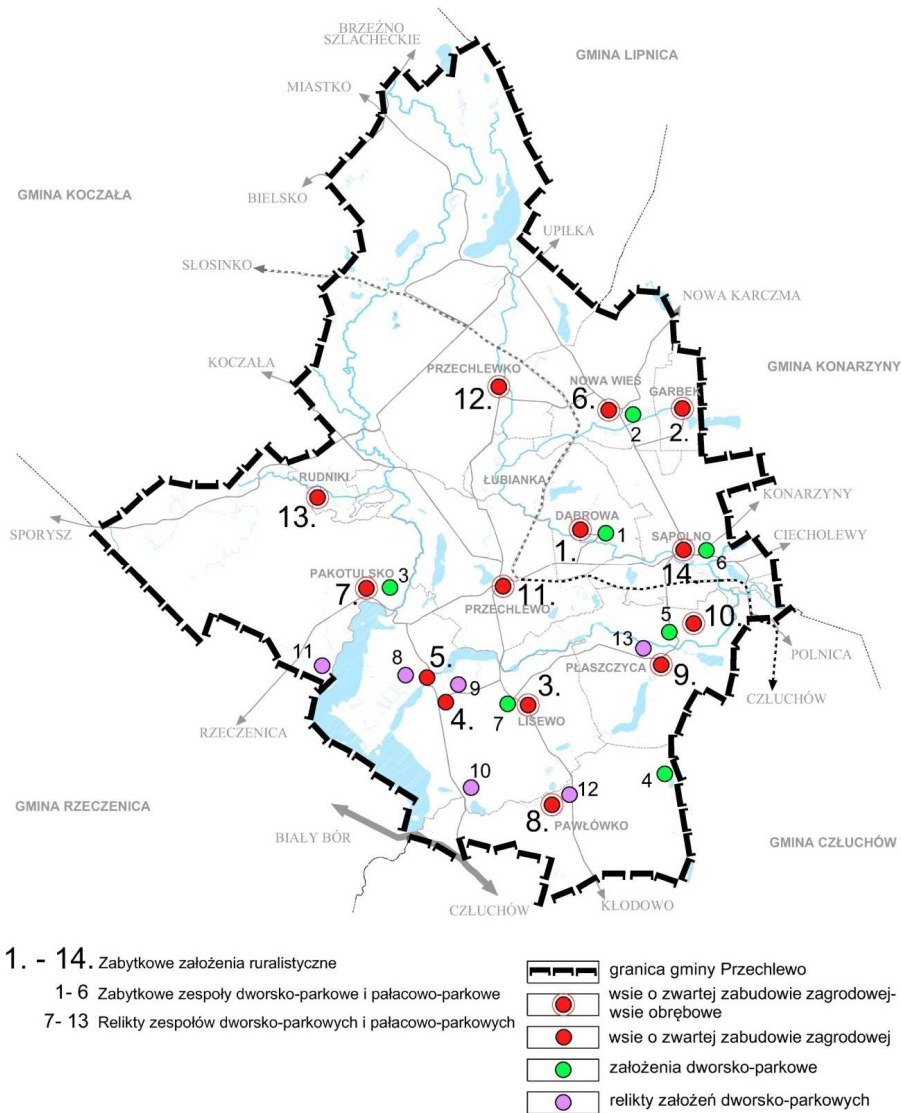 BRZEŹNO
SZLACHECKIE
GMINA LIPNICA
MIASTKO
GMINA KOCZAŁA
BIELSKO
UPIŁKA
SŁOSINKO
NOWA KARCZMA
KOCZAŁA
PRZECHLEWKO
GMINA KONARZYNY
NOWA WIEŚ
GARBEK
12.
6.
2
2.
RUDNIKI
ŁUBIANKA
KONARZYNY
13.
DĄBROWA
SPORYSZ
1.
1
SĄPOLNO
CIECHOLEWY
14.
6
PAKOTULSKO
7.
3
PRZECHLEWO
11.
5
10.
13
POLNICA
11
8
5.
PŁASZCZYCA
9.
9
CZŁUCHÓW
4.
3.
RZECZENICA
7
LISEWO
10
4
12
GMINA RZECZENICA
8.
PAWŁÓWKO
BIAŁY BÓR
GMINA CZŁUCHÓW
CZŁUCHÓW
KŁODOWO
1. - 14. Zabytkowe założenia ruralistyczne
1- 6 Zabytkowe zespoły dworsko-parkowe i pałacowo-parkowe
7- 13 Relikty zespołów dworsko-parkowych i pałacowo-parkowych
granica gminy Przechlewo
wsie o zwartej zabudowie zagrodowej-
wsie obrębowe
wsie o zwartej zabudowie zagrodowej
założenia dworsko-parkowe
relikty założeń dworsko-parkowych